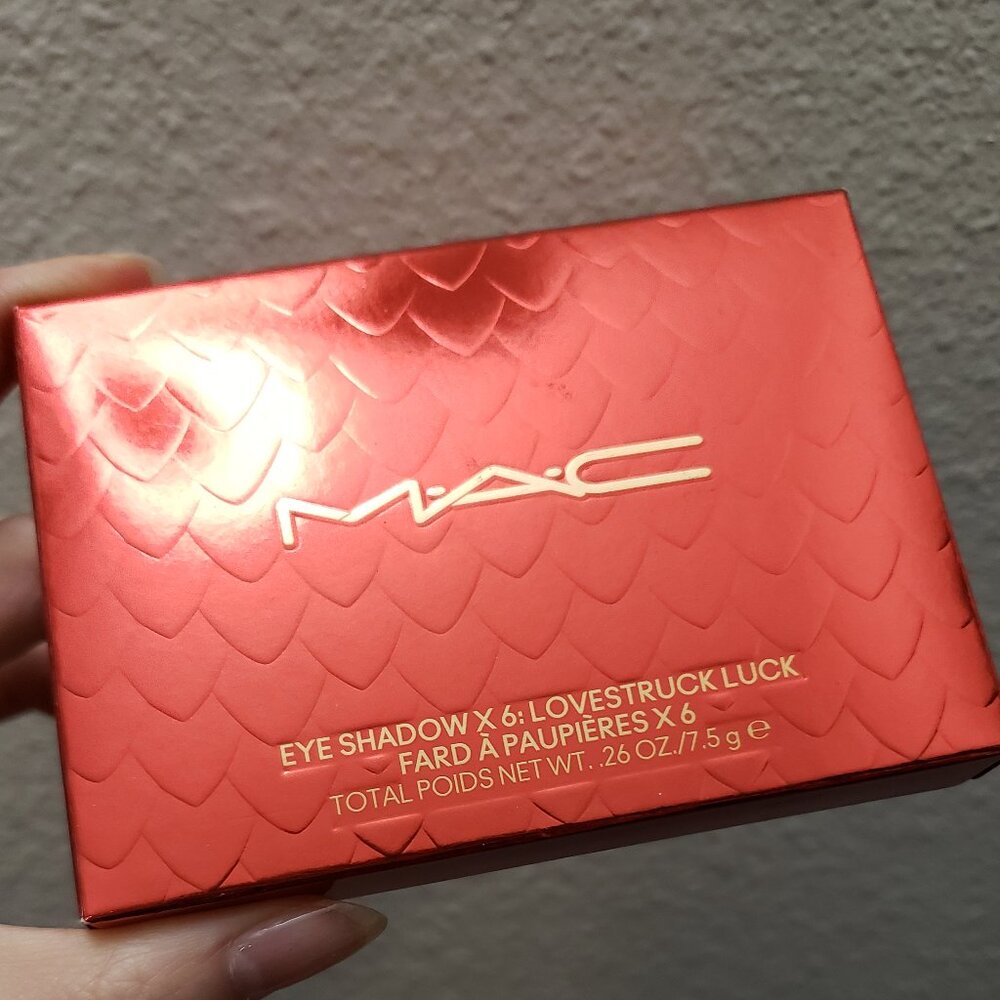 M·A·C
EYE SHADOW X 6: LOVESTRUCK LUCK
FARD À PAUPIÈRES X 6
TOTAL POIDS NET WT. .26 OZ./7.5 g ℮